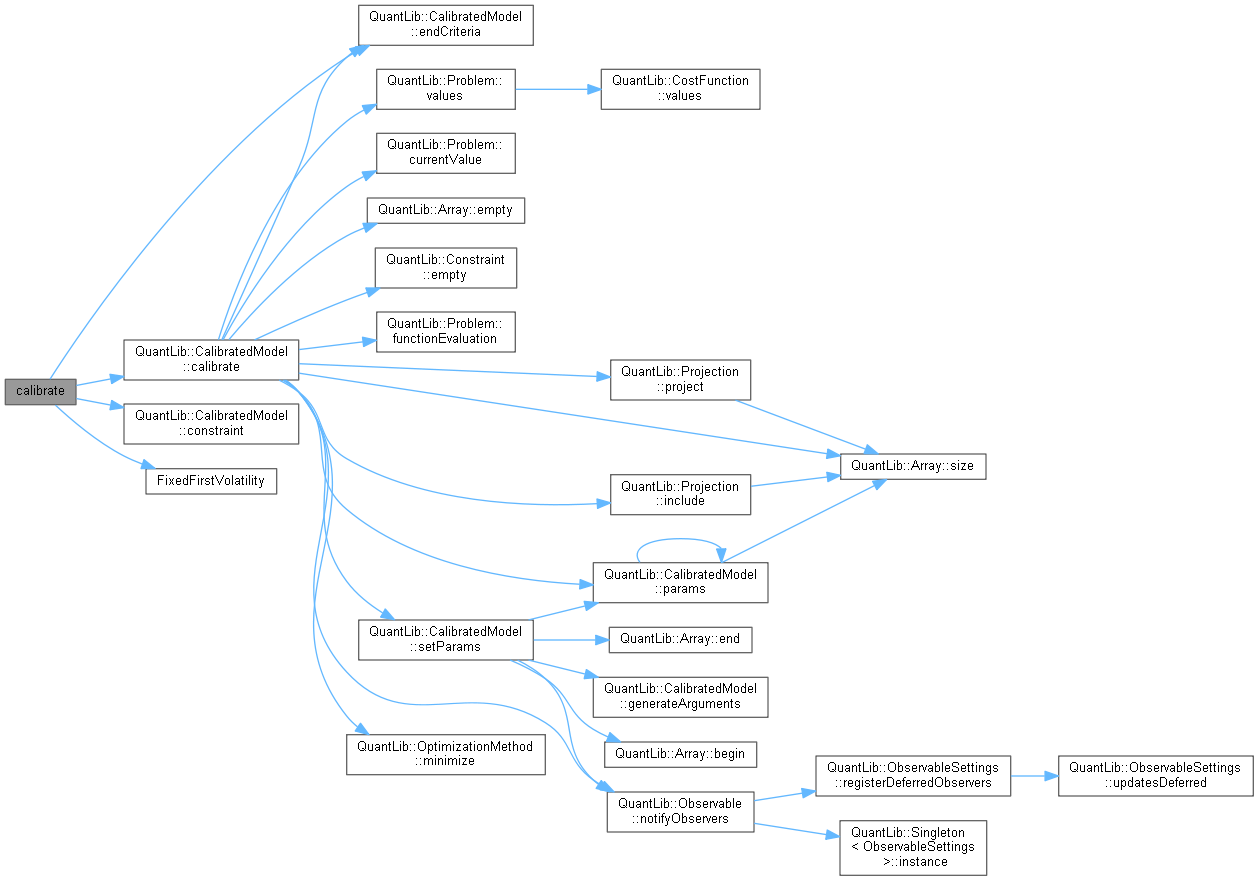 QuantLib::CalibratedModel
::endCriteria
QuantLib::Problem::
values
QuantLib::CostFunction
::values
QuantLib::Problem::
currentValue
QuantLib::Array::empty
QuantLib::Constraint
::empty
QuantLib::Problem::
functionEvaluation
QuantLib::CalibratedModel
::calibrate
calibrate
QuantLib::CalibratedModel
::constraint
FixedFirstVolatility
QuantLib::Projection
::project
QuantLib::Array::size
QuantLib::Projection
::include
QuantLib::CalibratedModel
::params
QuantLib::CalibratedModel
::setParams
QuantLib::Array::end
QuantLib::CalibratedModel
::generateArguments
QuantLib::Array::begin
QuantLib::OptimizationMethod
::minimize
QuantLib::Observable
::notifyObservers
QuantLib::ObservableSettings
::registerDeferredObservers
QuantLib::ObservableSettings
::updatesDeferred
QuantLib::Singleton
< ObservableSettings
>::instance